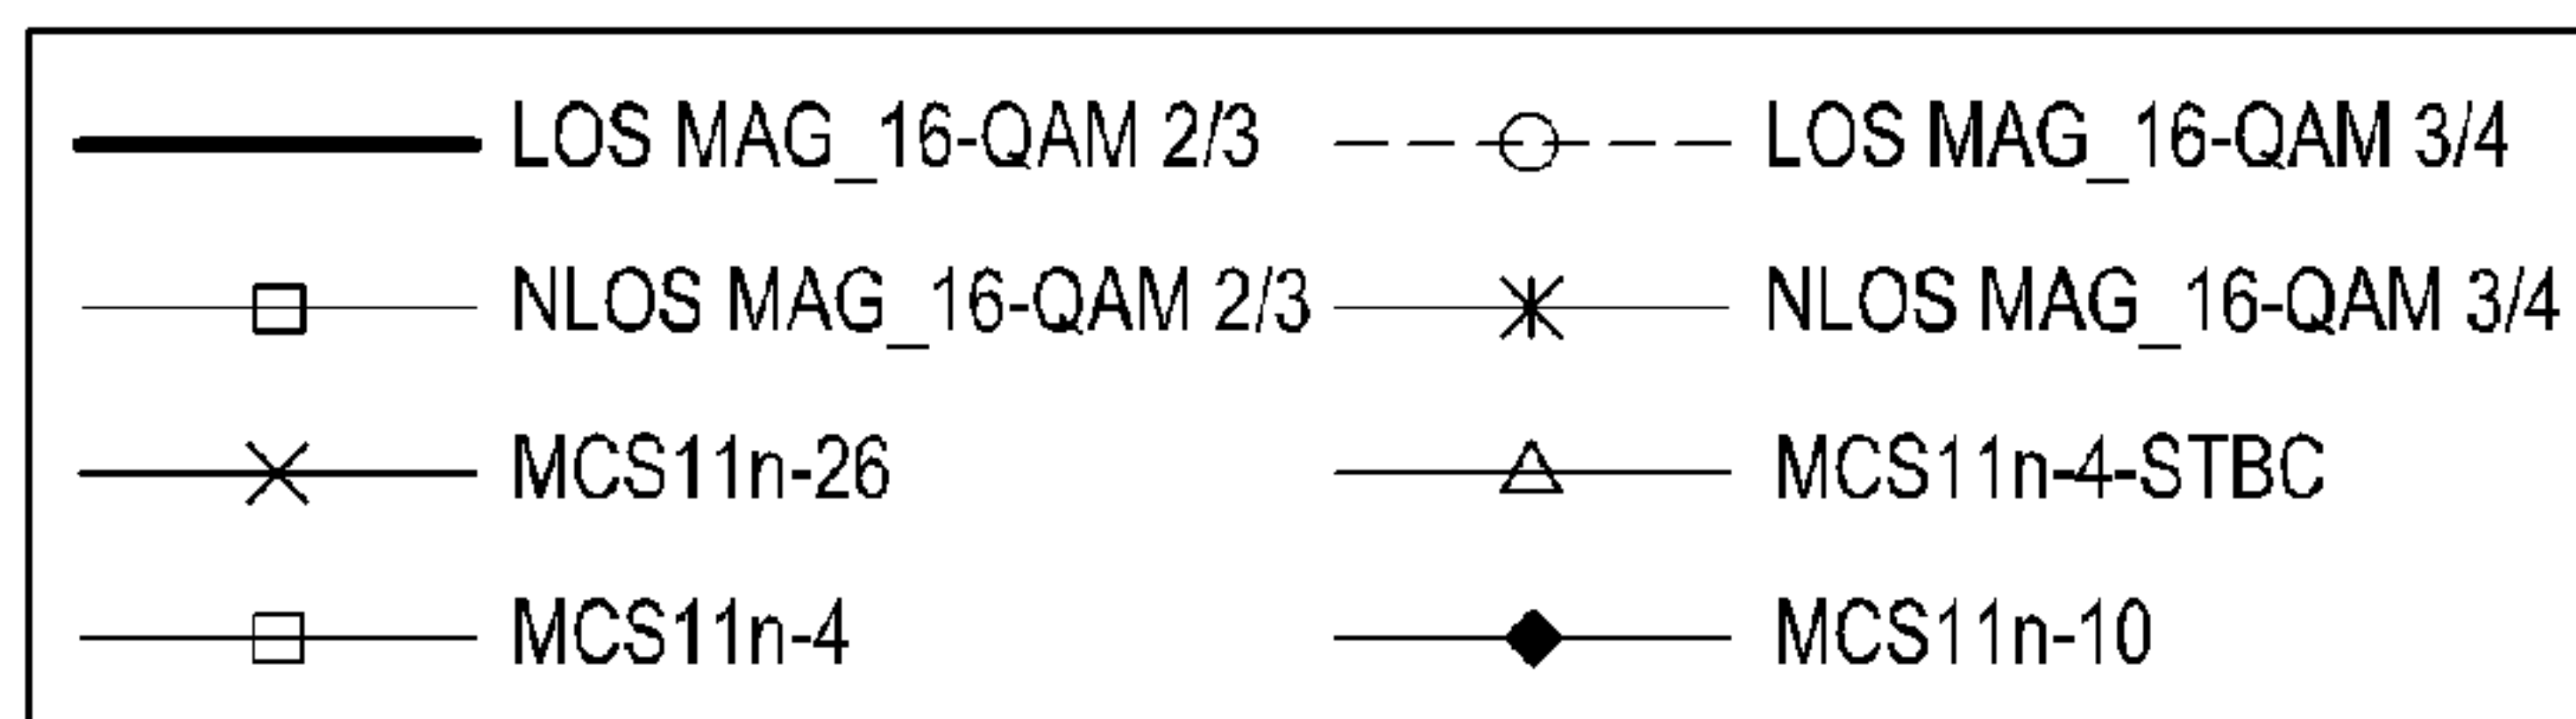 LOS MAG_16-QAM 2/3 LOS MAG_16-QAM 3/4
NLOS MAG_16-QAM 2/3 NLOS MAG_16-QAM 3/4
MCS11n-26 MCS11n-4-STBC
MCS11n-4 MCS11n-10